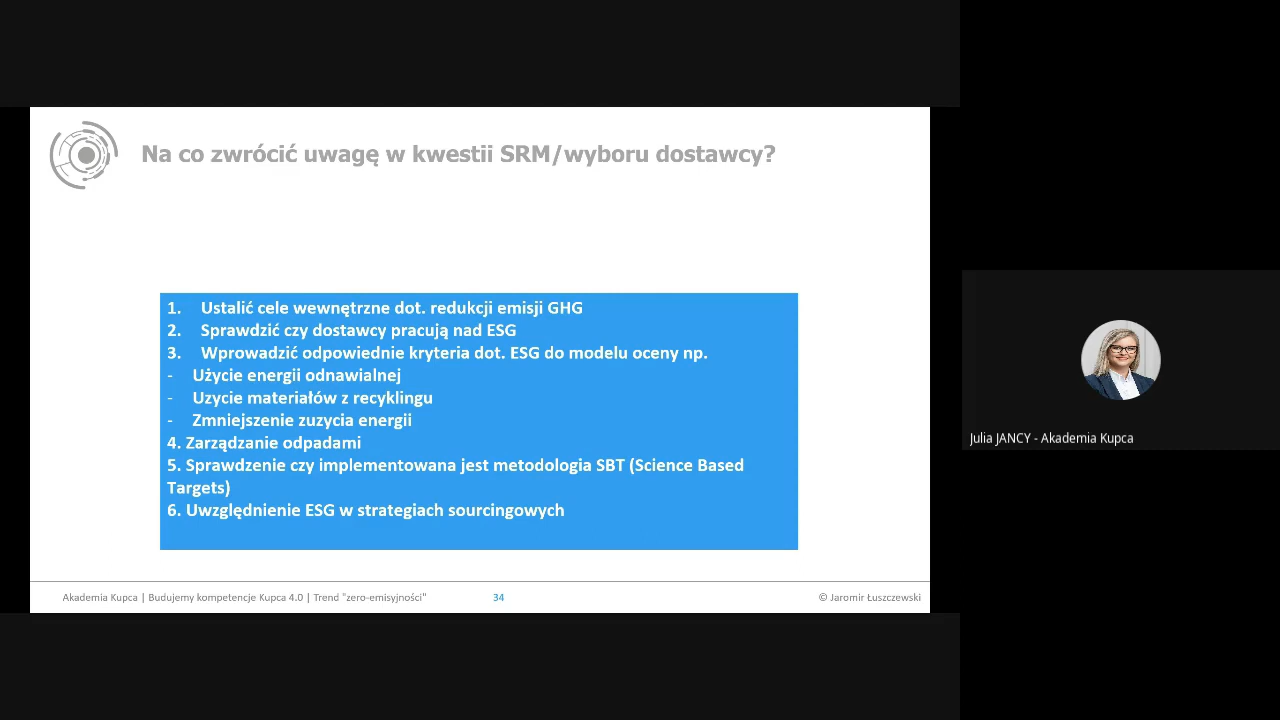 Na co zwrócić uwagę w kwestii SRM/wyboru dostawcy?
1. Ustalić cele wewnętrzne dot. redukcji emisji GHG
2. Sprawdzić czy dostawcy pracują nad ESG
3. Wprowadzić odpowiednie kryteria dot. ESG do modelu oceny np.
- Użycie energii odnawialnej
- Uzycie materiałów z recyklingu
- Zmniejszenie zuzycia energii
4. Zarządzanie odpadami
5. Sprawdzenie czy implementowana jest metodologia SBT (Science Based
Targets)
6. Uwzględnienie ESG w strategiach sourcingowych
Akademia Kupca | Budujemy kompetencje Kupca 4.0 | Trend "zero-emisyjności" 34 © Jaromir Łuszczewski
Julia JANCY - Akademia Kupca